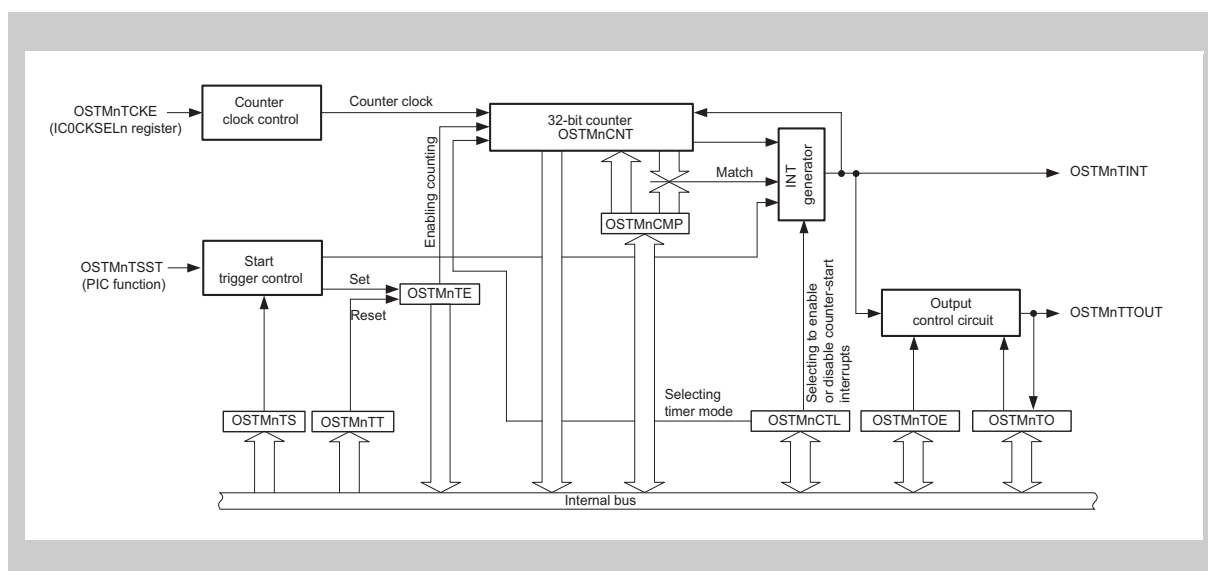 OSTMnTCKE
(IC0CKSELn register)
Counter
clock control
Counter clock
32-bit counter
OSTMnCNT
Enabling counting
Match
INT
generator
OSTMnTINT
OSTMnCMP
OSTMnTSST
(PIC function)
Start
trigger control
Set
Reset
OSTMnTE
Selecting to enable
or disable counter-start
interrupts
Output
control circuit
OSTMnTTOUT
Selecting
timer mode
OSTMnTS
OSTMnTT
OSTMnCTL
OSTMnTOE
OSTMnTO
Internal bus